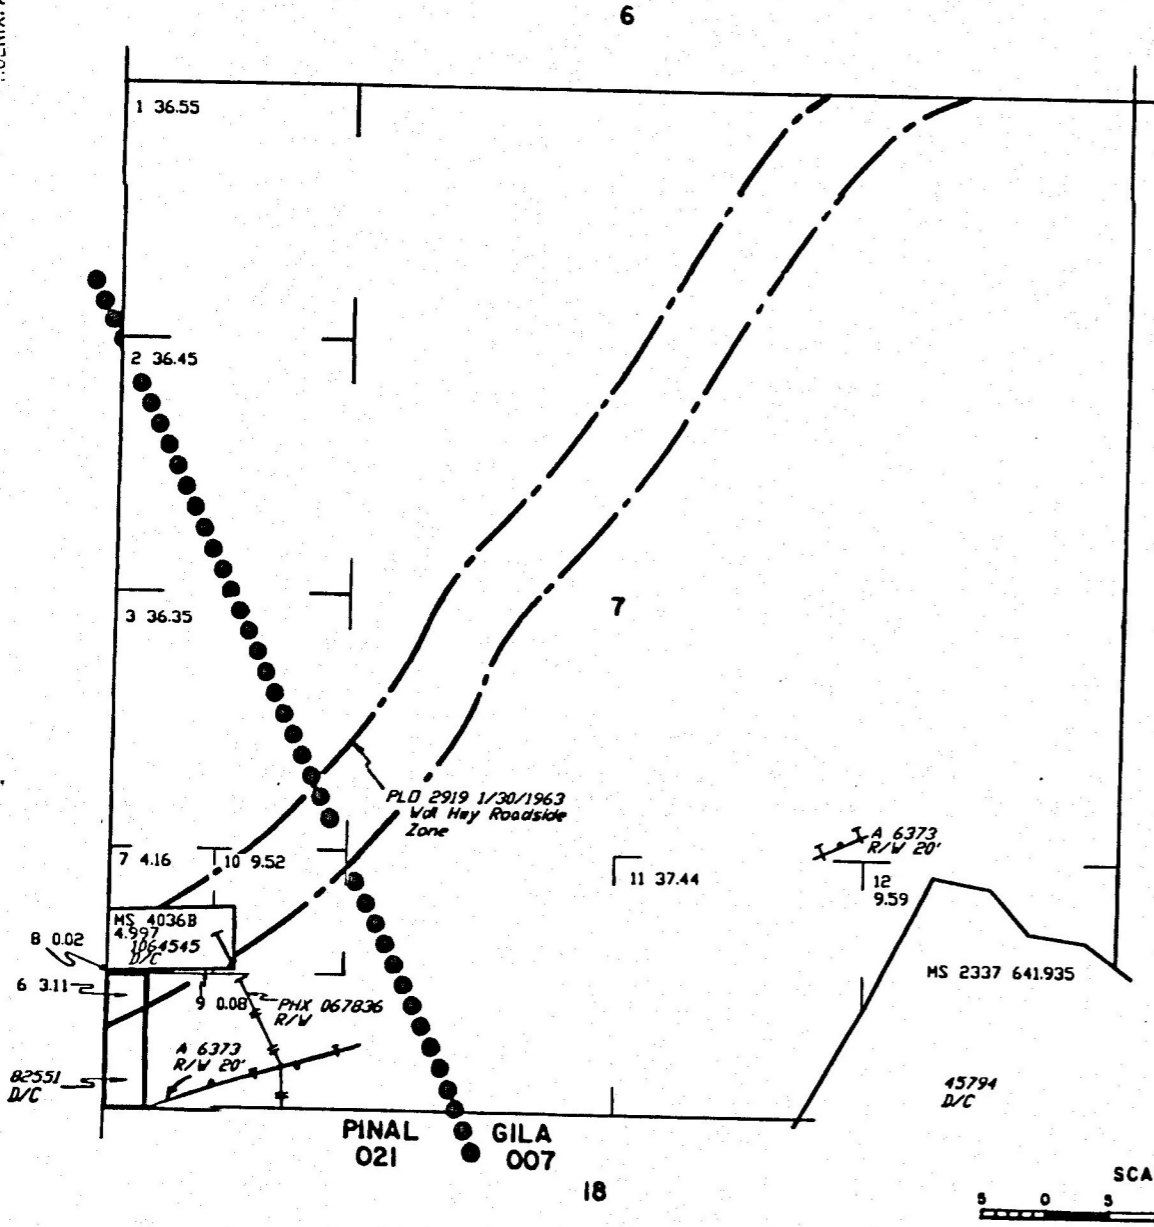 6
1 36.55
2 36.45
3 36.35
7
PLO 2919 1/30/1963
Wdl Hwy Roadside
Zone
A 6373
R/W 20'
7 4.16
10 9.52
11 37.44
12
9.59
MS 4036B
4.997
1064545
D/C
8 0.02
6 3.11
9 0.08
PHX 067836
R/W
MS 2337 641.935
A 6373
R/W 20'
82551
D/C
45794
D/C
PINAL GILA
021 007
18
SCA
5 0 5